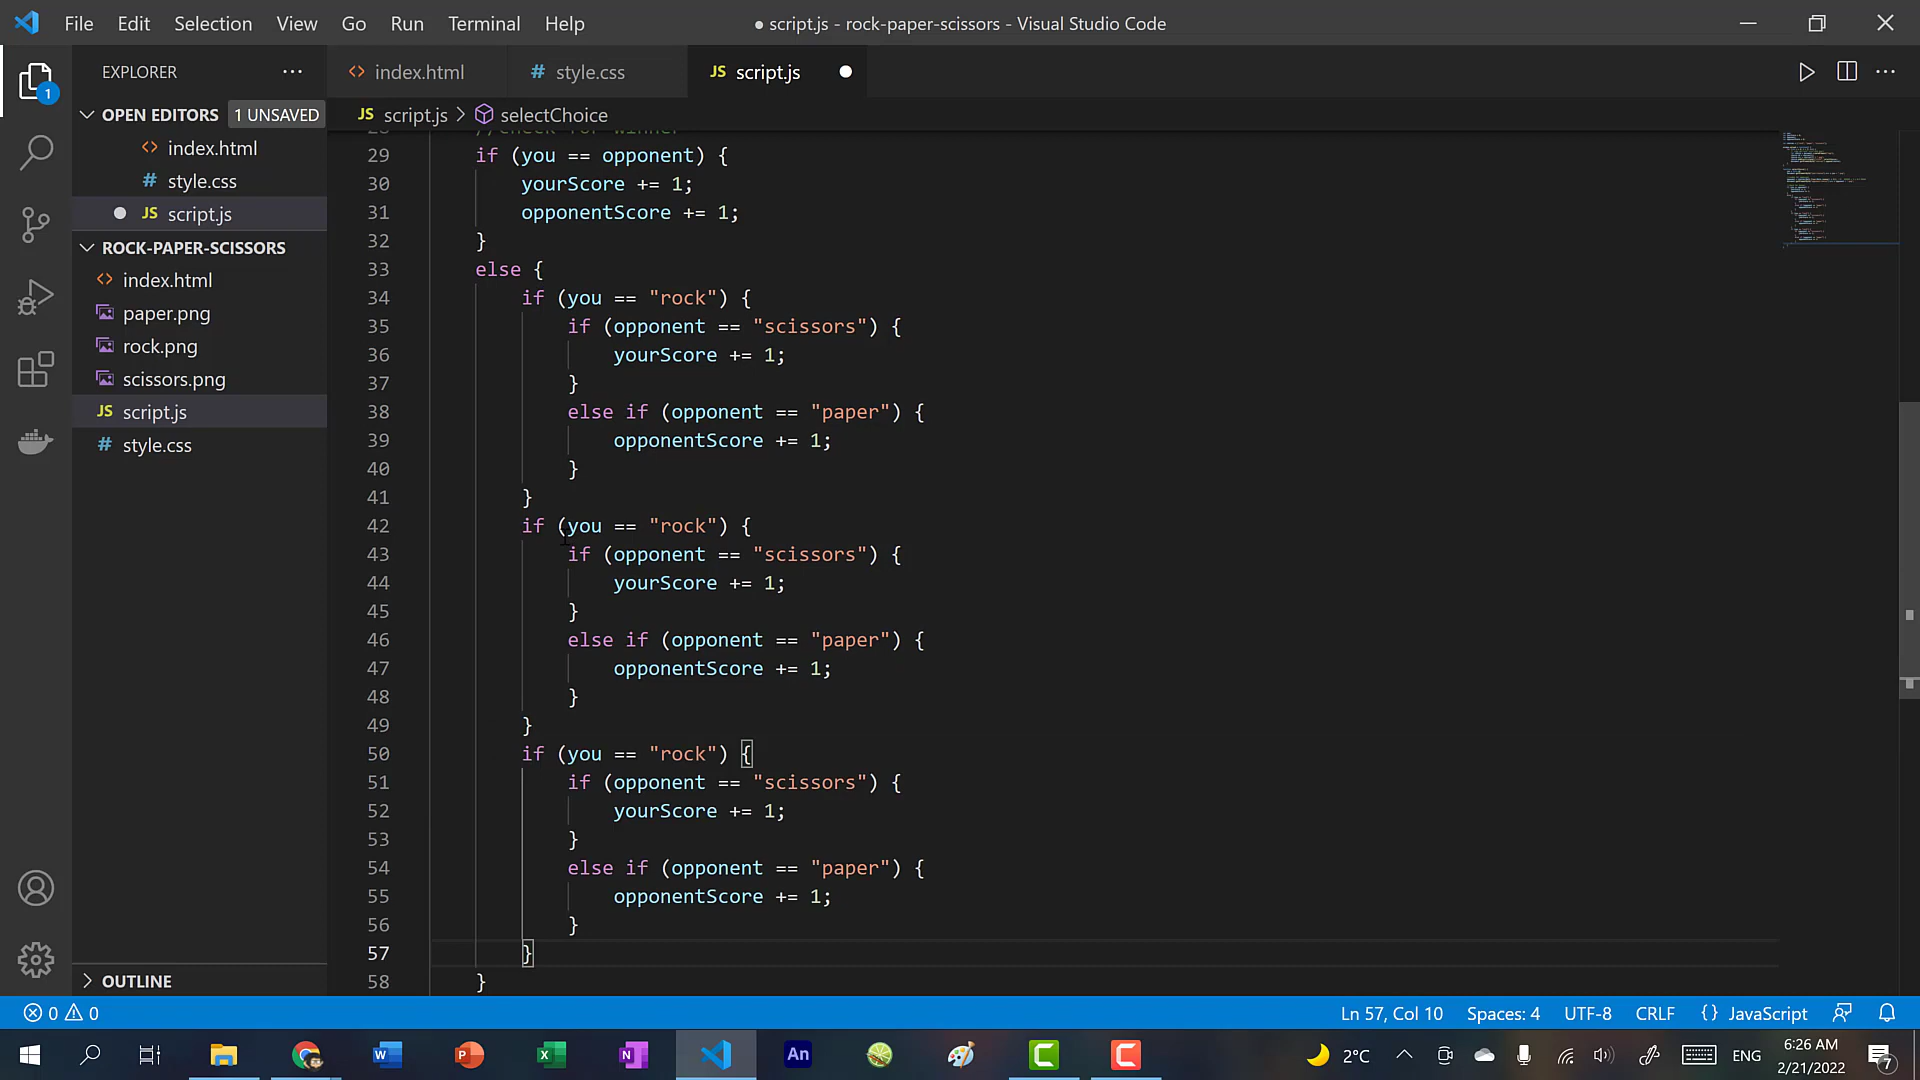 File Edit Selection View Go Run Terminal Help
● script.js - rock-paper-scissors - Visual Studio Code
EXPLORER
index.html
style.css
script.js
1
OPEN EDITORS
1 UNSAVED
index.html
style.css
JS script.js
ROCK-PAPER-SCISSORS
index.html
paper.png
rock.png
scissors.png
JS script.js
style.css
OUTLINE
JS script.js > selectChoice
28 //check for winner
29 if (you == opponent) {
30 yourScore += 1;
31 opponentScore += 1;
32 }
33 else {
34 if (you == "rock") {
35 if (opponent == "scissors") {
36 yourScore += 1;
37 }
38 else if (opponent == "paper") {
39 opponentScore += 1;
40 }
41 }
42 if (you == "rock") {
43 if (opponent == "scissors") {
44 yourScore += 1;
45 }
46 else if (opponent == "paper") {
47 opponentScore += 1;
48 }
49 }
50 if (you == "rock") {
51 if (opponent == "scissors") {
52 yourScore += 1;
53 }
54 else if (opponent == "paper") {
55 opponentScore += 1;
56 }
57 }
58 }
0 0
Ln 57, Col 10 Spaces: 4 UTF-8 CRLF {} JavaScript
An
2°C
ENG
6:26 AM
2/21/2022
7